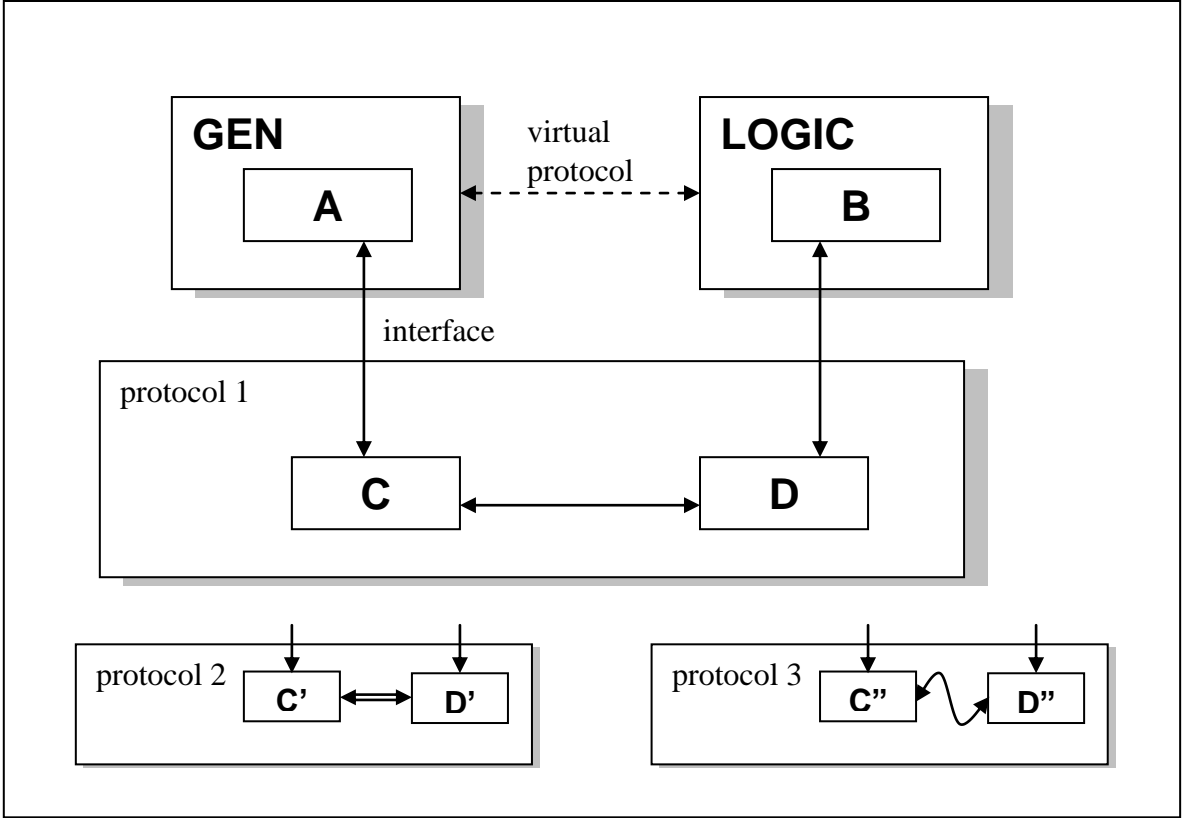 GEN
A
virtual
protocol
LOGIC
B
interface
protocol 1
C
D
protocol 2
C’
D’
protocol 3
C”
D”